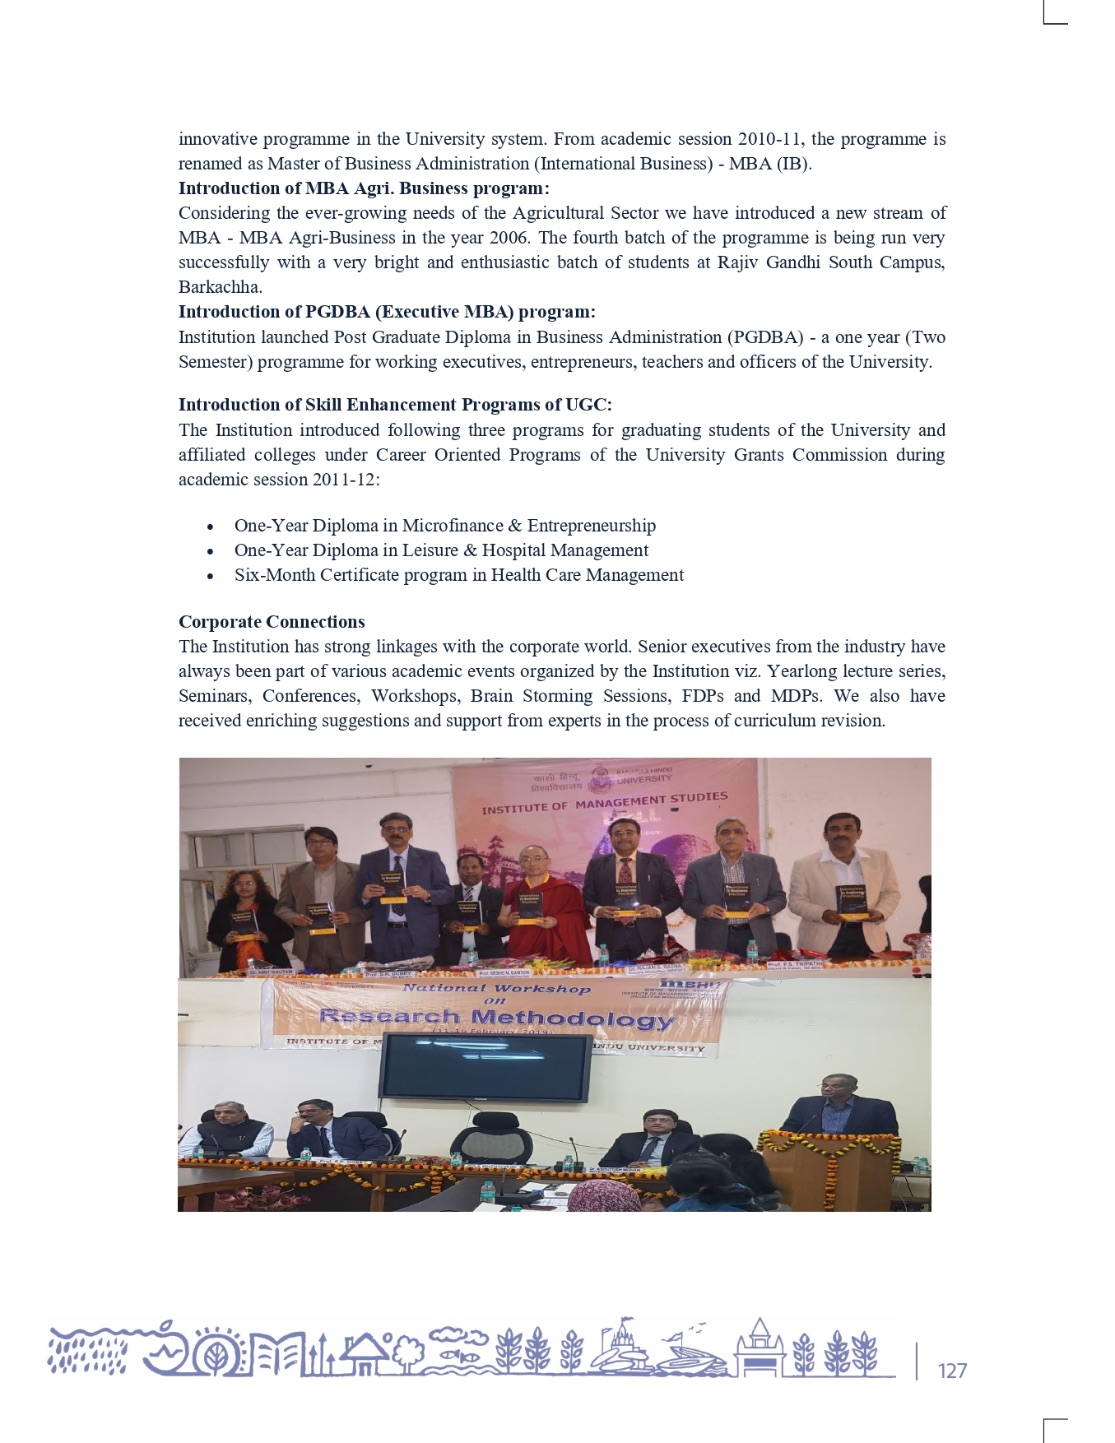 innovative programme in the University system. From academic session 2010-11, the programme is
renamed as Master of Business Administration (International Business) - MBA (IB).
Introduction of MBA Agri. Business program:
Considering the ever-growing needs of the Agricultural Sector we have introduced a new stream of
MBA - MBA Agri-Business in the year 2006. The fourth batch of the programme is being run very
successfully with a very bright and enthusiastic batch of students at Rajiv Gandhi South Campus,
Barkachha.
Introduction of PGDBA (Executive MBA) program:
Institution launched Post Graduate Diploma in Business Administration (PGDBA) - a one year (Two
Semester) programme for working executives, entrepreneurs, teachers and officers of the University.
Introduction of Skill Enhancement Programs of UGC:
The Institution introduced following three programs for graduating students of the University and
affiliated colleges under Career Oriented Programs of the University Grants Commission during
academic session 2011-12:
• One-Year Diploma in Microfinance & Entrepreneurship
• One-Year Diploma in Leisure & Hospital Management
• Six-Month Certificate program in Health Care Management
Corporate Connections
The Institution has strong linkages with the corporate world. Senior executives from the industry have
always been part of various academic events organized by the Institution viz. Yearlong lecture series,
Seminars, Conferences, Workshops, Brain Storming Sessions, FDPs and MDPs. We also have
received enriching suggestions and support from experts in the process of curriculum revision.
काशी हिन्दू
विश्वविद्यालय
BANARAS HINDU
UNIVERSITY
INSTITUTE OF MANAGEMENT STUDIES
Prof. P.S. TRIPATHI
National Workshop
on
Research Methodology
INSTITUTE OF M
INDU UNIVERSITY
127